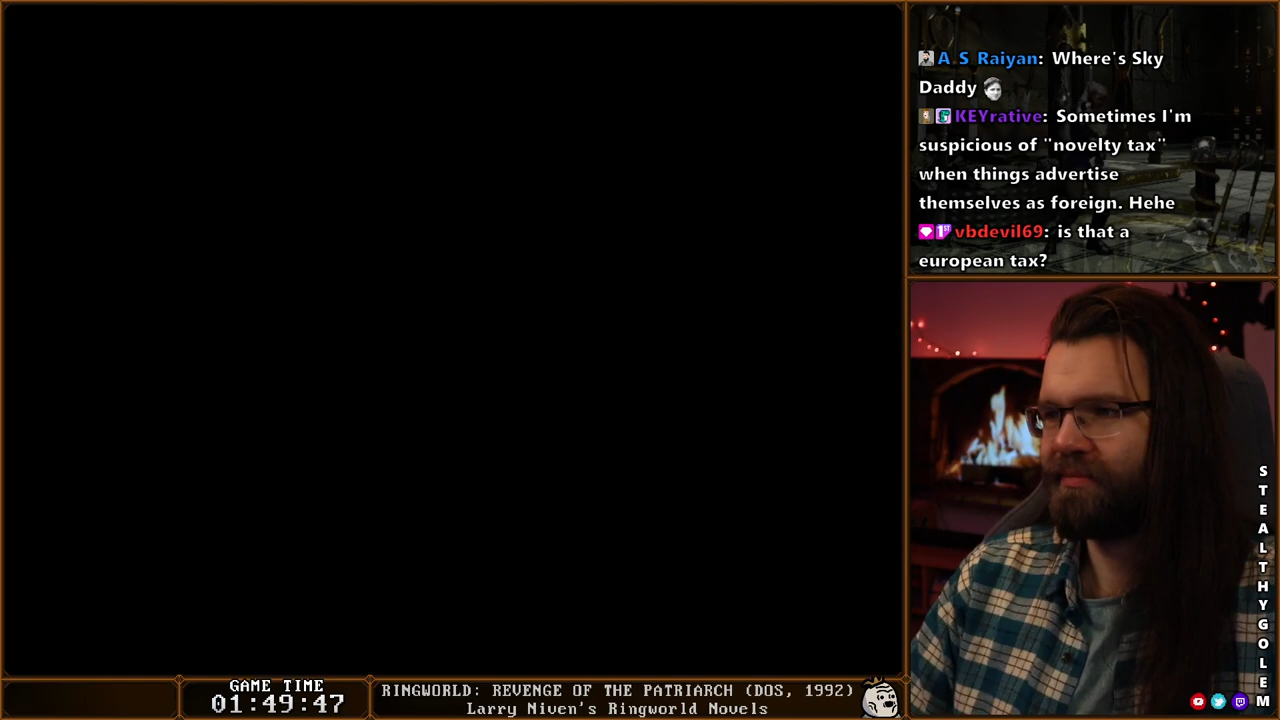 A S Raiyan: Where's Sky
Daddy
KEYrative: Sometimes I'm
suspicious of "novelty tax"
when things advertise
themselves as foreign. Hehe
1ST vbdevil69: is that a
european tax?
STEALTHYGOLEM
GAME TIME
01:49:47
RINGWORLD: REVENGE OF THE PATRIARCH (DOS, 1992)
Larry Niven's Ringworld Novels